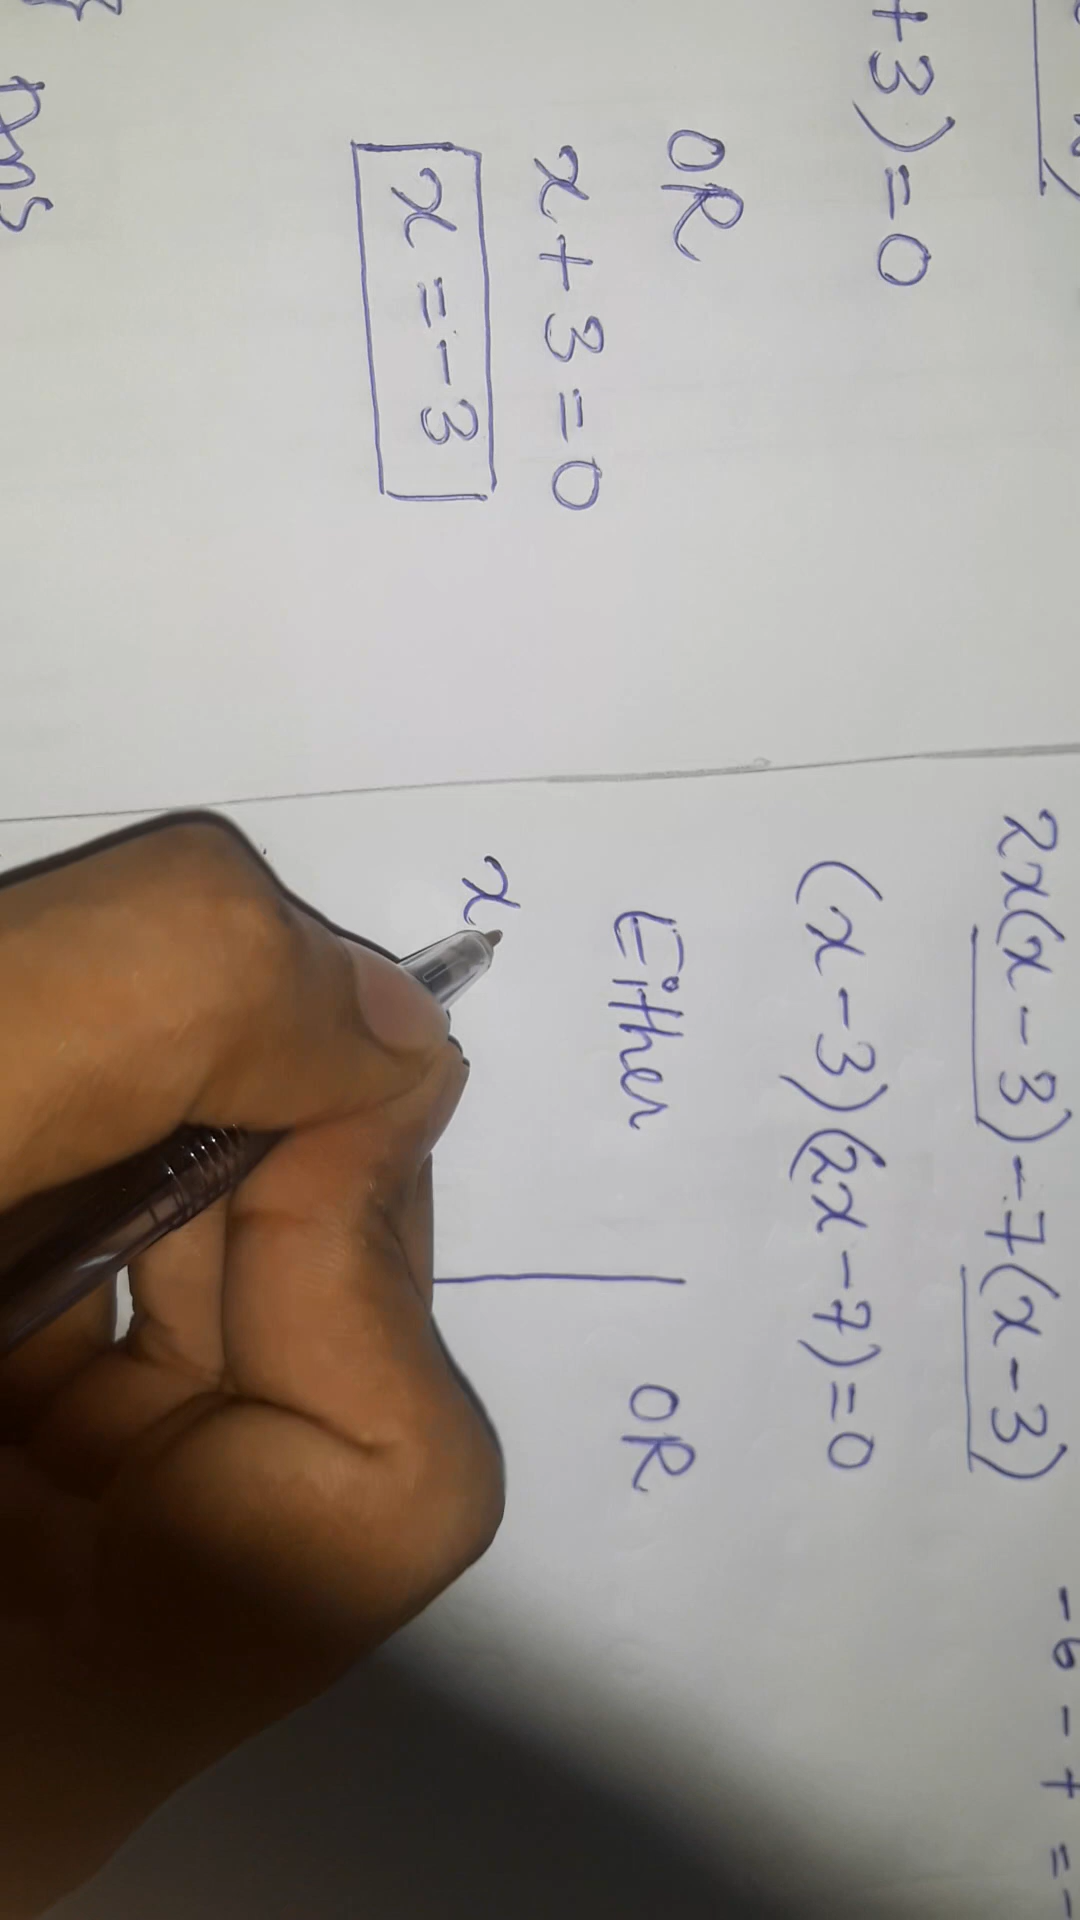 +3)=0
OR
x+3=0
x=-3
Ans
2x(x-3)-7(x-3)
(x-3)(2x-7)=0
Either OR
x